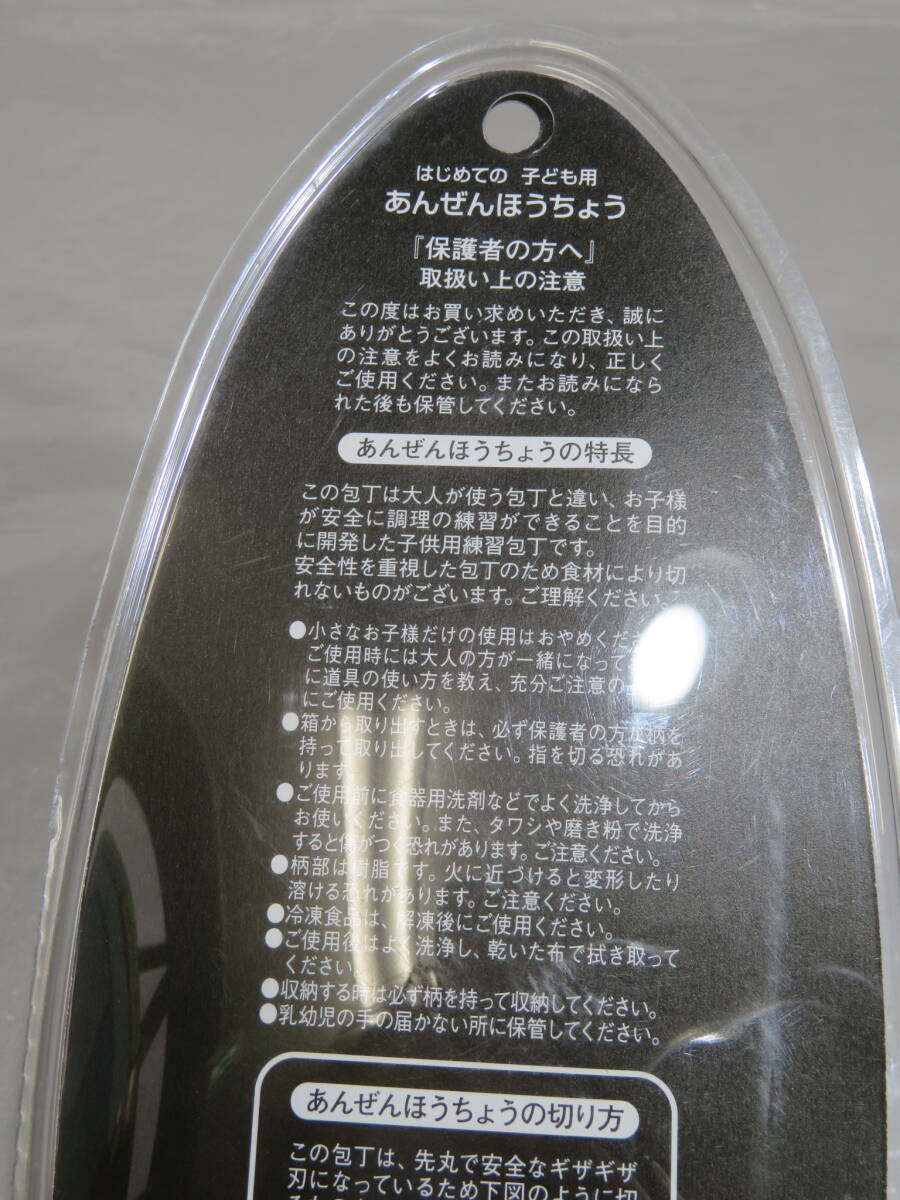 はじめての 子ども用
あんぜんほうちょう
『保護者の方へ』
取扱い上の注意
この度はお買い求めいただき、誠に
ありがとうございます。この取扱い上
の注意をよくお読みになり、正しく
ご使用ください。またお読みになら
れた後も保管してください。
あんぜんほうちょうの特長
この包丁は大人が使う包丁と違い、お子様
が安全に調理の練習ができることを目的
に開発した子供用練習包丁です。
安全性を重視した包丁のため食材により切
れないものがございます。ご理解ください。
●小さなお子様だけの使用はおやめくださ
ご使用時には大人の方が一緒になって
に道具の使い方を教え、充分ご注意の
にご使用ください。
●箱から取り出すときは、必ず保護者の方が柄を
持って取り出してください。指を切る恐れがあ
ります。
●ご使用前に食器用洗剤などでよく洗浄してから
お使いください。また、タワシや磨き粉で洗浄
すると傷がつく恐れがあります。ご注意ください。
●柄部は樹脂です。火に近づけると変形したり
溶ける恐れがあります。ご注意ください。
●冷凍食品は、解凍後にご使用ください。
●ご使用後はよく洗浄し、乾いた布で拭き取って
ください。
●収納する時は必ず柄を持って収納してください。
●乳幼児の手の届かない所に保管してください。
あんぜんほうちょうの切り方
この包丁は、先丸で安全なギザギザ
刃になっているため下図のように切